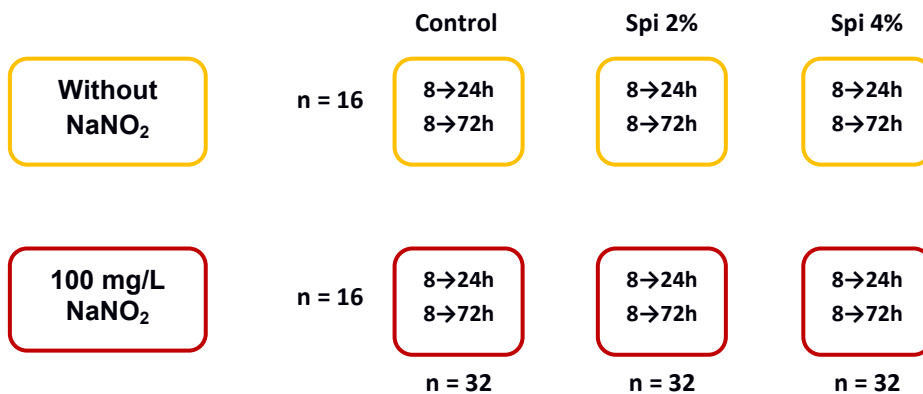 Control Spi 2% Spi 4%
Without
NaNO₂
n = 16
8→24h
8→72h
8→24h
8→72h
8→24h
8→72h
100 mg/L
NaNO₂
n = 16
8→24h
8→72h
8→24h
8→72h
8→24h
8→72h
n = 32 n = 32 n = 32